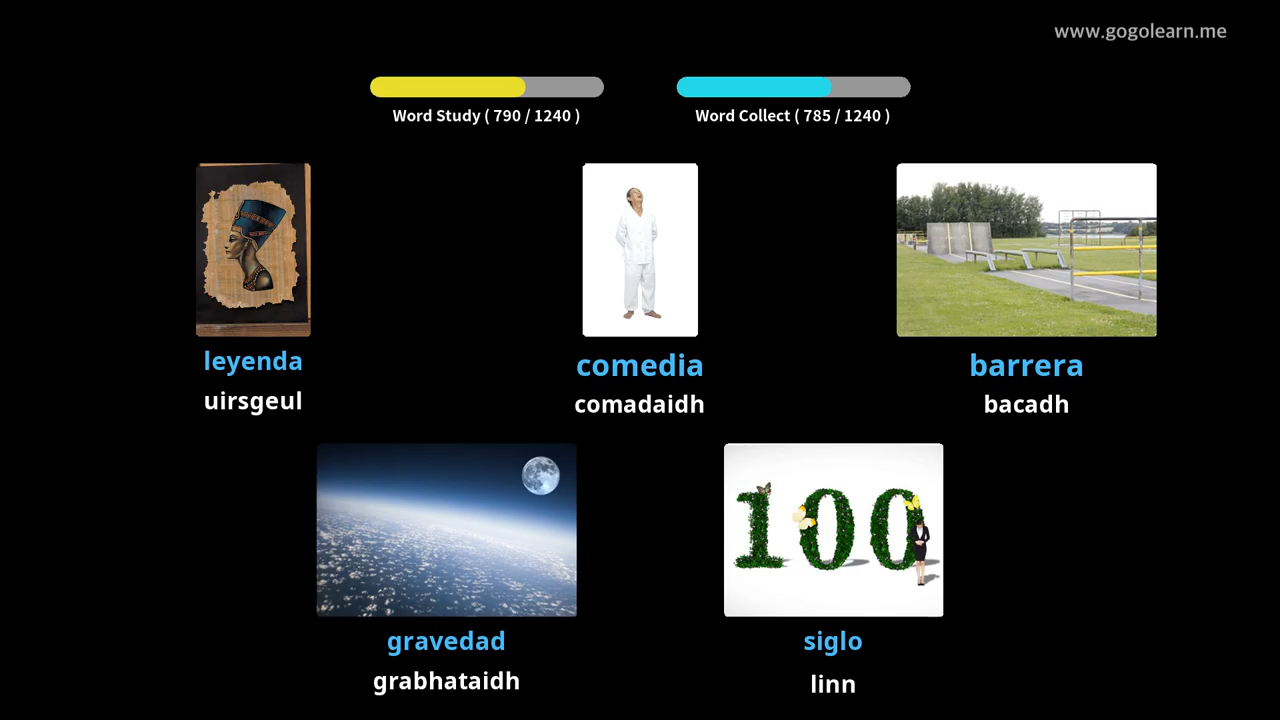 www.gogolearn.me
Word Study ( 790 / 1240 )
Word Collect ( 785 / 1240 )
leyenda
uirsgeul
comedia
comadaidh
barrera
bacadh
100
gravedad
grabhataidh
siglo
linn